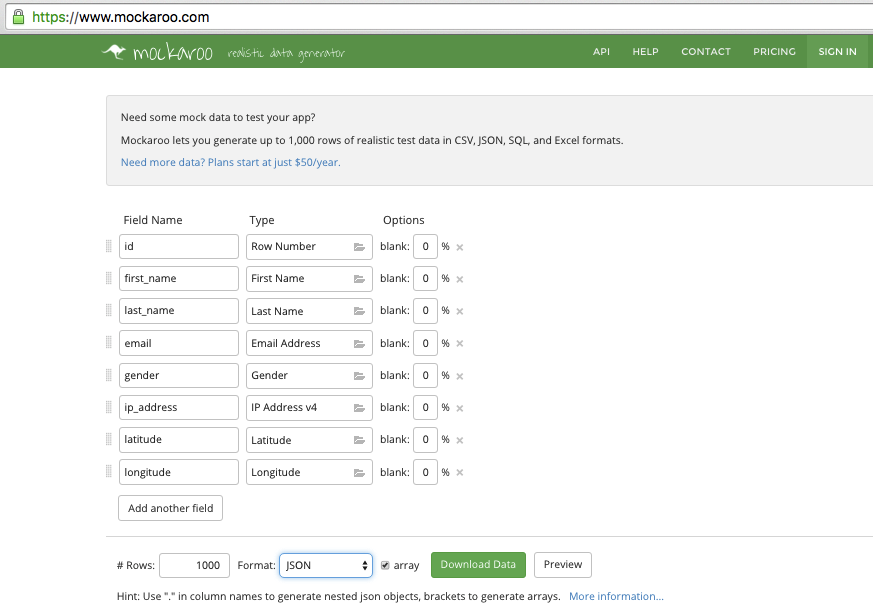 https://www.mockaroo.com
mockaroo realistic data generator API HELP CONTACT PRICING SIGN IN
Need some mock data to test your app?
Mockaroo lets you generate up to 1,000 rows of realistic test data in CSV, JSON, SQL, and Excel formats.
Need more data? Plans start at just $50/year.
Field Name Type Options
id Row Number blank: 0 % ×
first_name First Name blank: 0 % ×
last_name Last Name blank: 0 % ×
email Email Address blank: 0 % ×
gender Gender blank: 0 % ×
ip_address IP Address v4 blank: 0 % ×
latitude Latitude blank: 0 % ×
longitude Longitude blank: 0 % ×
Add another field
# Rows: 1000 Format: JSON array Download Data Preview
Hint: Use "." in column names to generate nested json objects, brackets to generate arrays. More information...